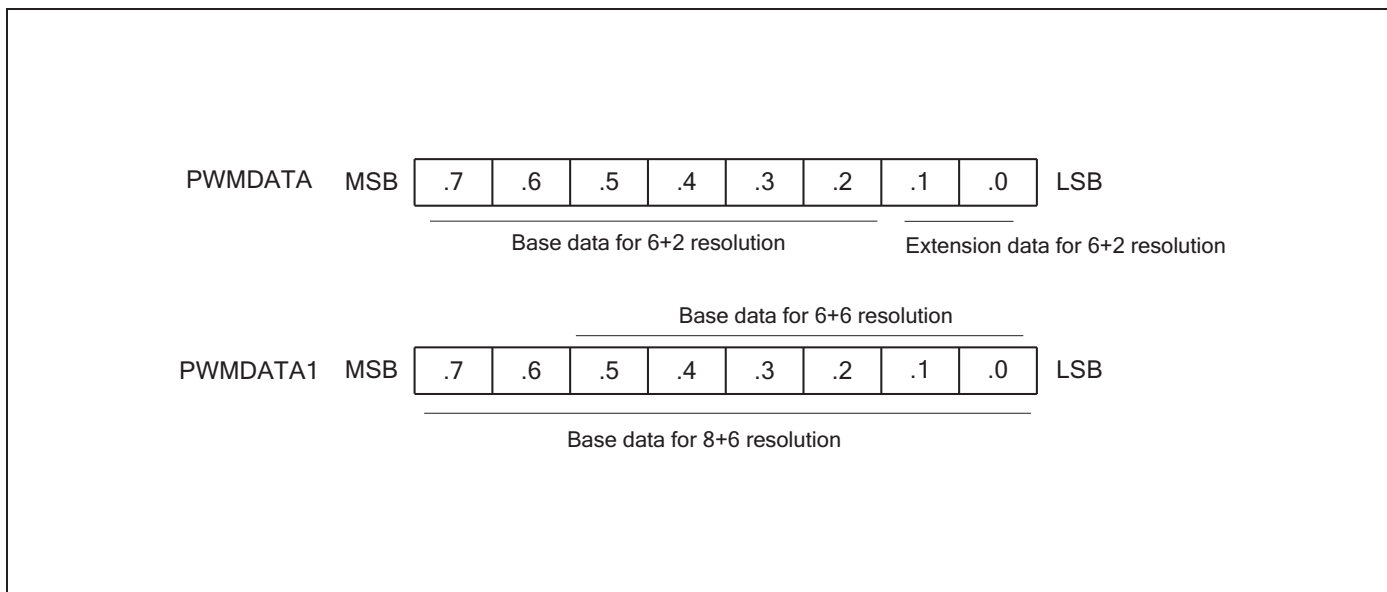 PWMDATA MSB .7 .6 .5 .4 .3 .2 .1 .0 LSB
Base data for 6+2 resolution Extension data for 6+2 resolution
Base data for 6+6 resolution
PWMDATA1 MSB .7 .6 .5 .4 .3 .2 .1 .0 LSB
Base data for 8+6 resolution